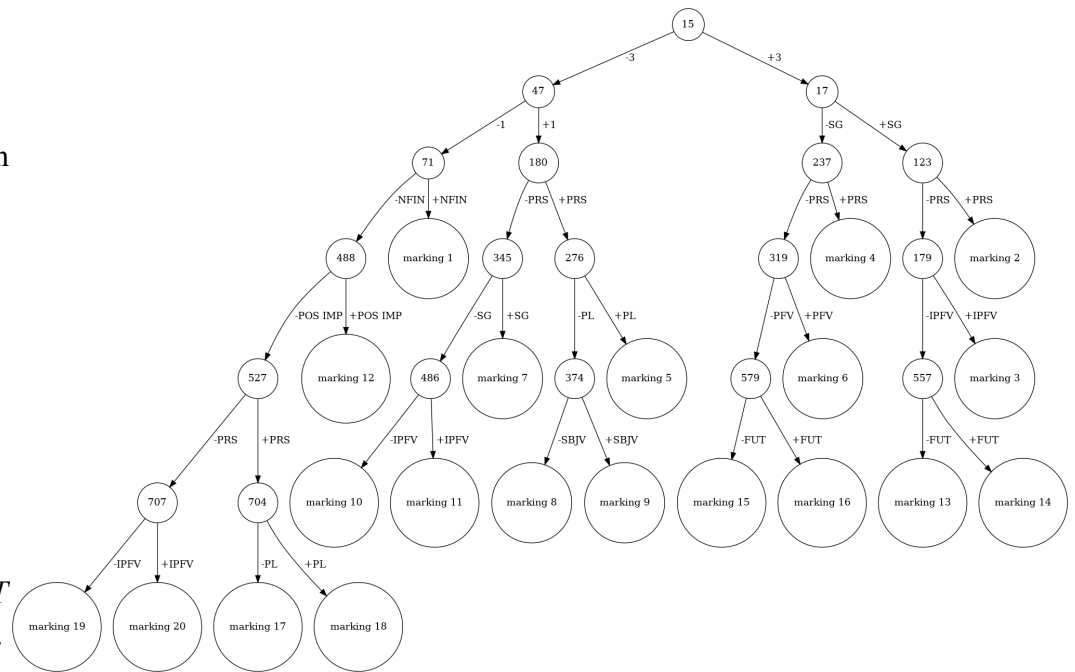 15
-3
+3
47
17
-1
+1
-SG
+SG
n
71
180
237
123
-NFIN
+NFIN
-PRS
+PRS
-PRS
+PRS
-PRS
+PRS
488
marking 1
345
276
319
marking 4
179
marking 2
-POS IMP
+POS IMP
-SG
+SG
-PL
+PL
-PFV
+PFV
-IPFV
+IPFV
527
marking 12
486
marking 7
374
marking 5
579
marking 6
557
marking 3
-PRS
+PRS
-IPFV
+IPFV
-SBJV
+SBJV
-FUT
+FUT
-FUT
+FUT
707
704
marking 10
marking 11
marking 8
marking 9
marking 15
marking 16
marking 13
marking 14
-IPFV
+IPFV
-PL
+PL
T
marking 19
marking 20
marking 17
marking 18